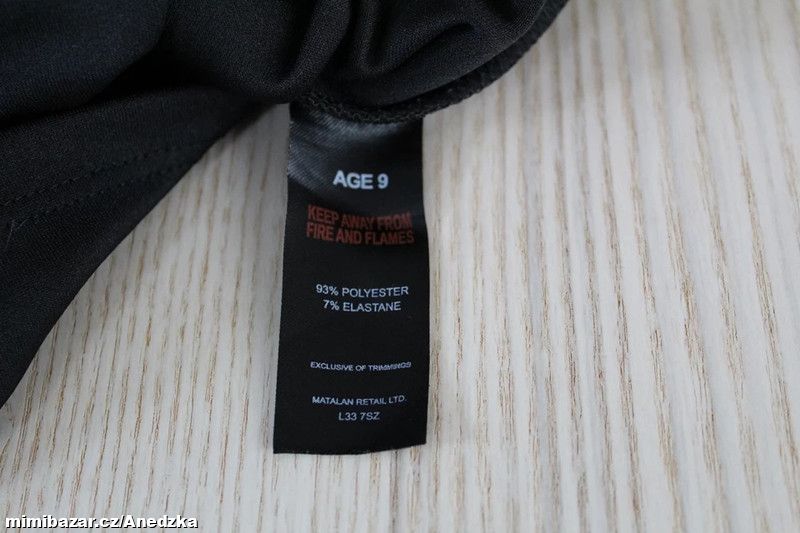 AGE 9
KEEP AWAY FROM
FIRE AND FLAMES
93% POLYESTER
7% ELASTANE
EXCLUSIVE OF TRIMMINGS
MATALAN RETAIL LTD.
L33 7SZ
mimibazar.cz/Anedzka